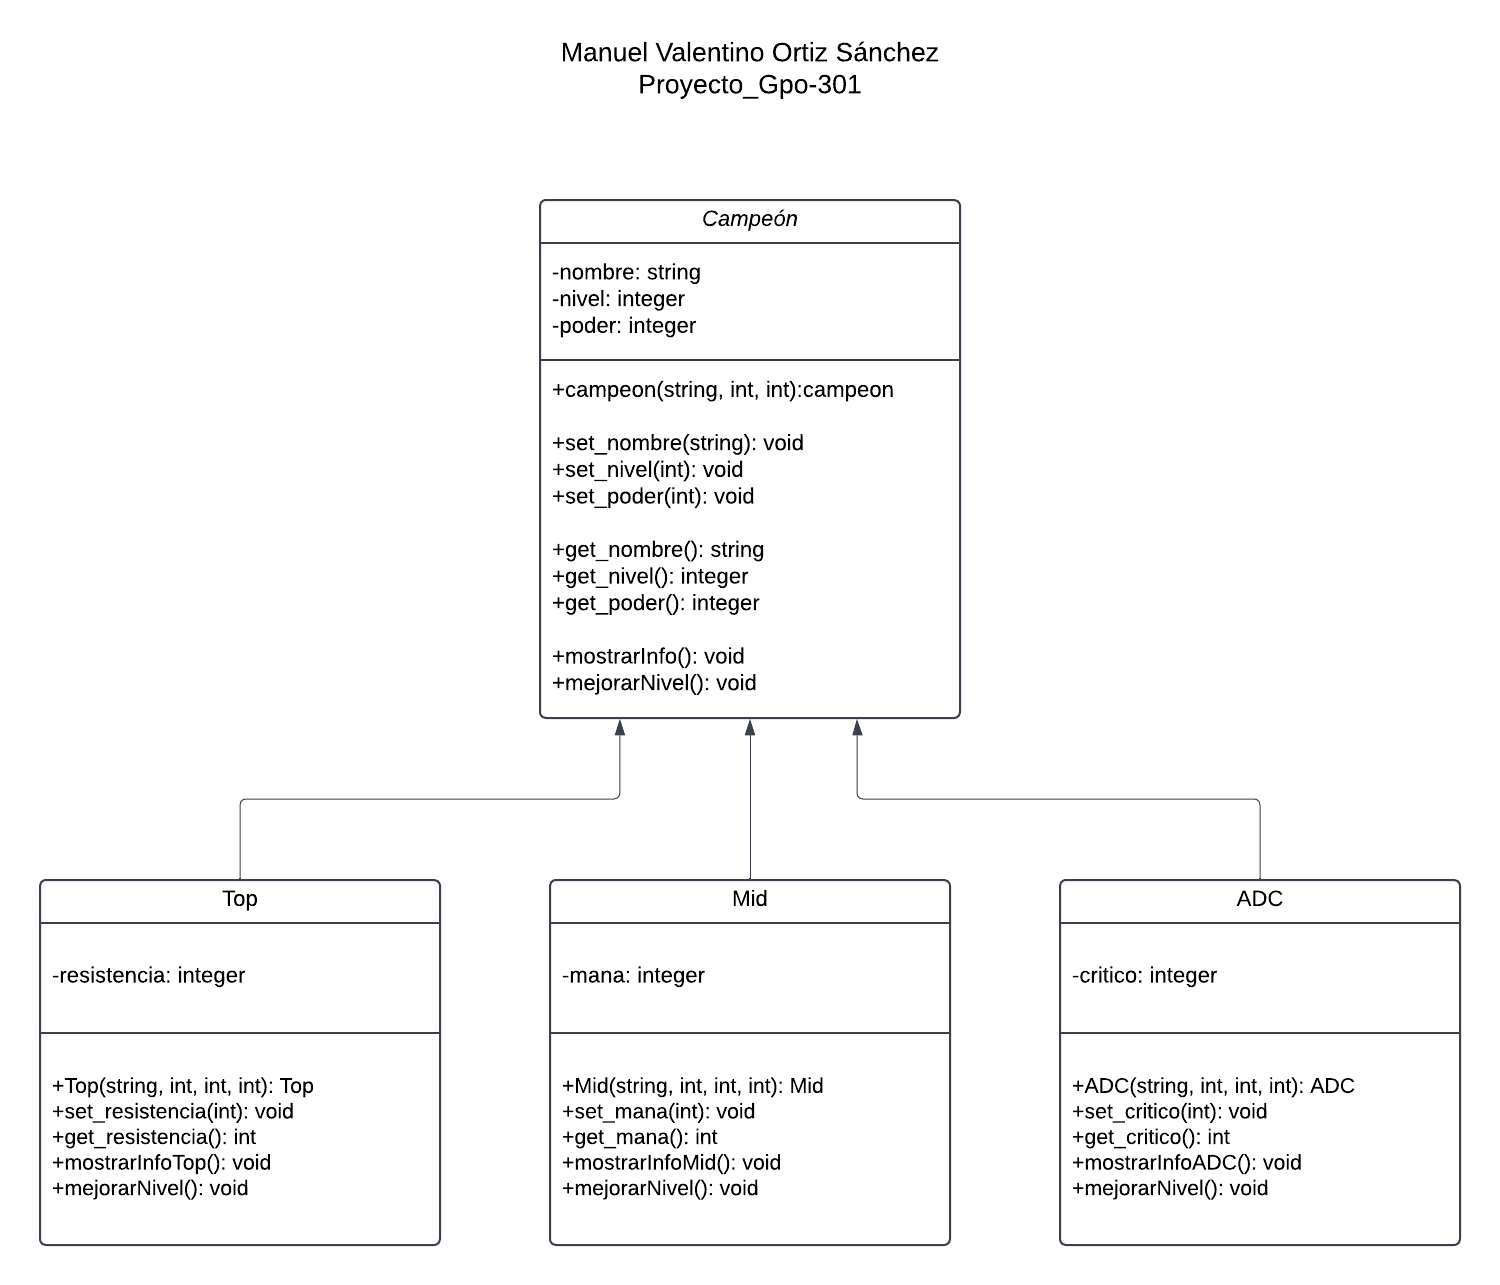 Manuel Valentino Ortiz Sánchez
Proyecto_Gpo-301
Campeón
-nombre: string
-nivel: integer
-poder: integer
+campeon(string, int, int):campeon
+set_nombre(string): void
+set_nivel(int): void
+set_poder(int): void
+get_nombre(): string
+get_nivel(): integer
+get_poder(): integer
+mostrarInfo(): void
+mejorarNivel(): void
Top
-resistencia: integer
+Top(string, int, int, int): Top
+set_resistencia(int): void
+get_resistencia(): int
+mostrarInfoTop(): void
+mejorarNivel(): void
Mid
-mana: integer
+Mid(string, int, int, int): Mid
+set_mana(int): void
+get_mana(): int
+mostrarInfoMid(): void
+mejorarNivel(): void
ADC
-critico: integer
+ADC(string, int, int, int): ADC
+set_critico(int): void
+get_critico(): int
+mostrarInfoADC(): void
+mejorarNivel(): void